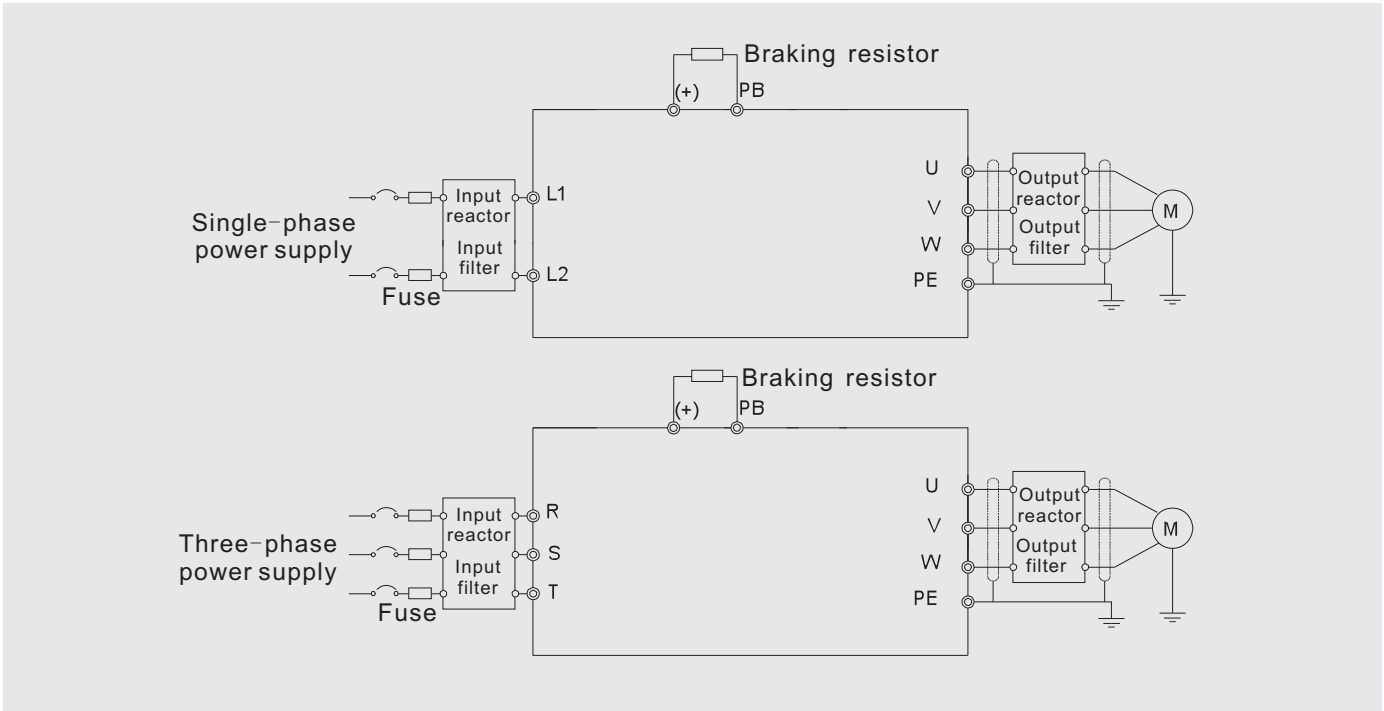 Braking resistor
(+)
PB
Single-phase
power supply
Fuse
Input
reactor
Input
filter
L1
L2
U
V
W
PE
Output
reactor
Output
filter
M
Braking resistor
(+)
PB
Three-phase
power supply
Fuse
Input
reactor
Input
filter
R
S
T
U
V
W
PE
Output
reactor
Output
filter
M